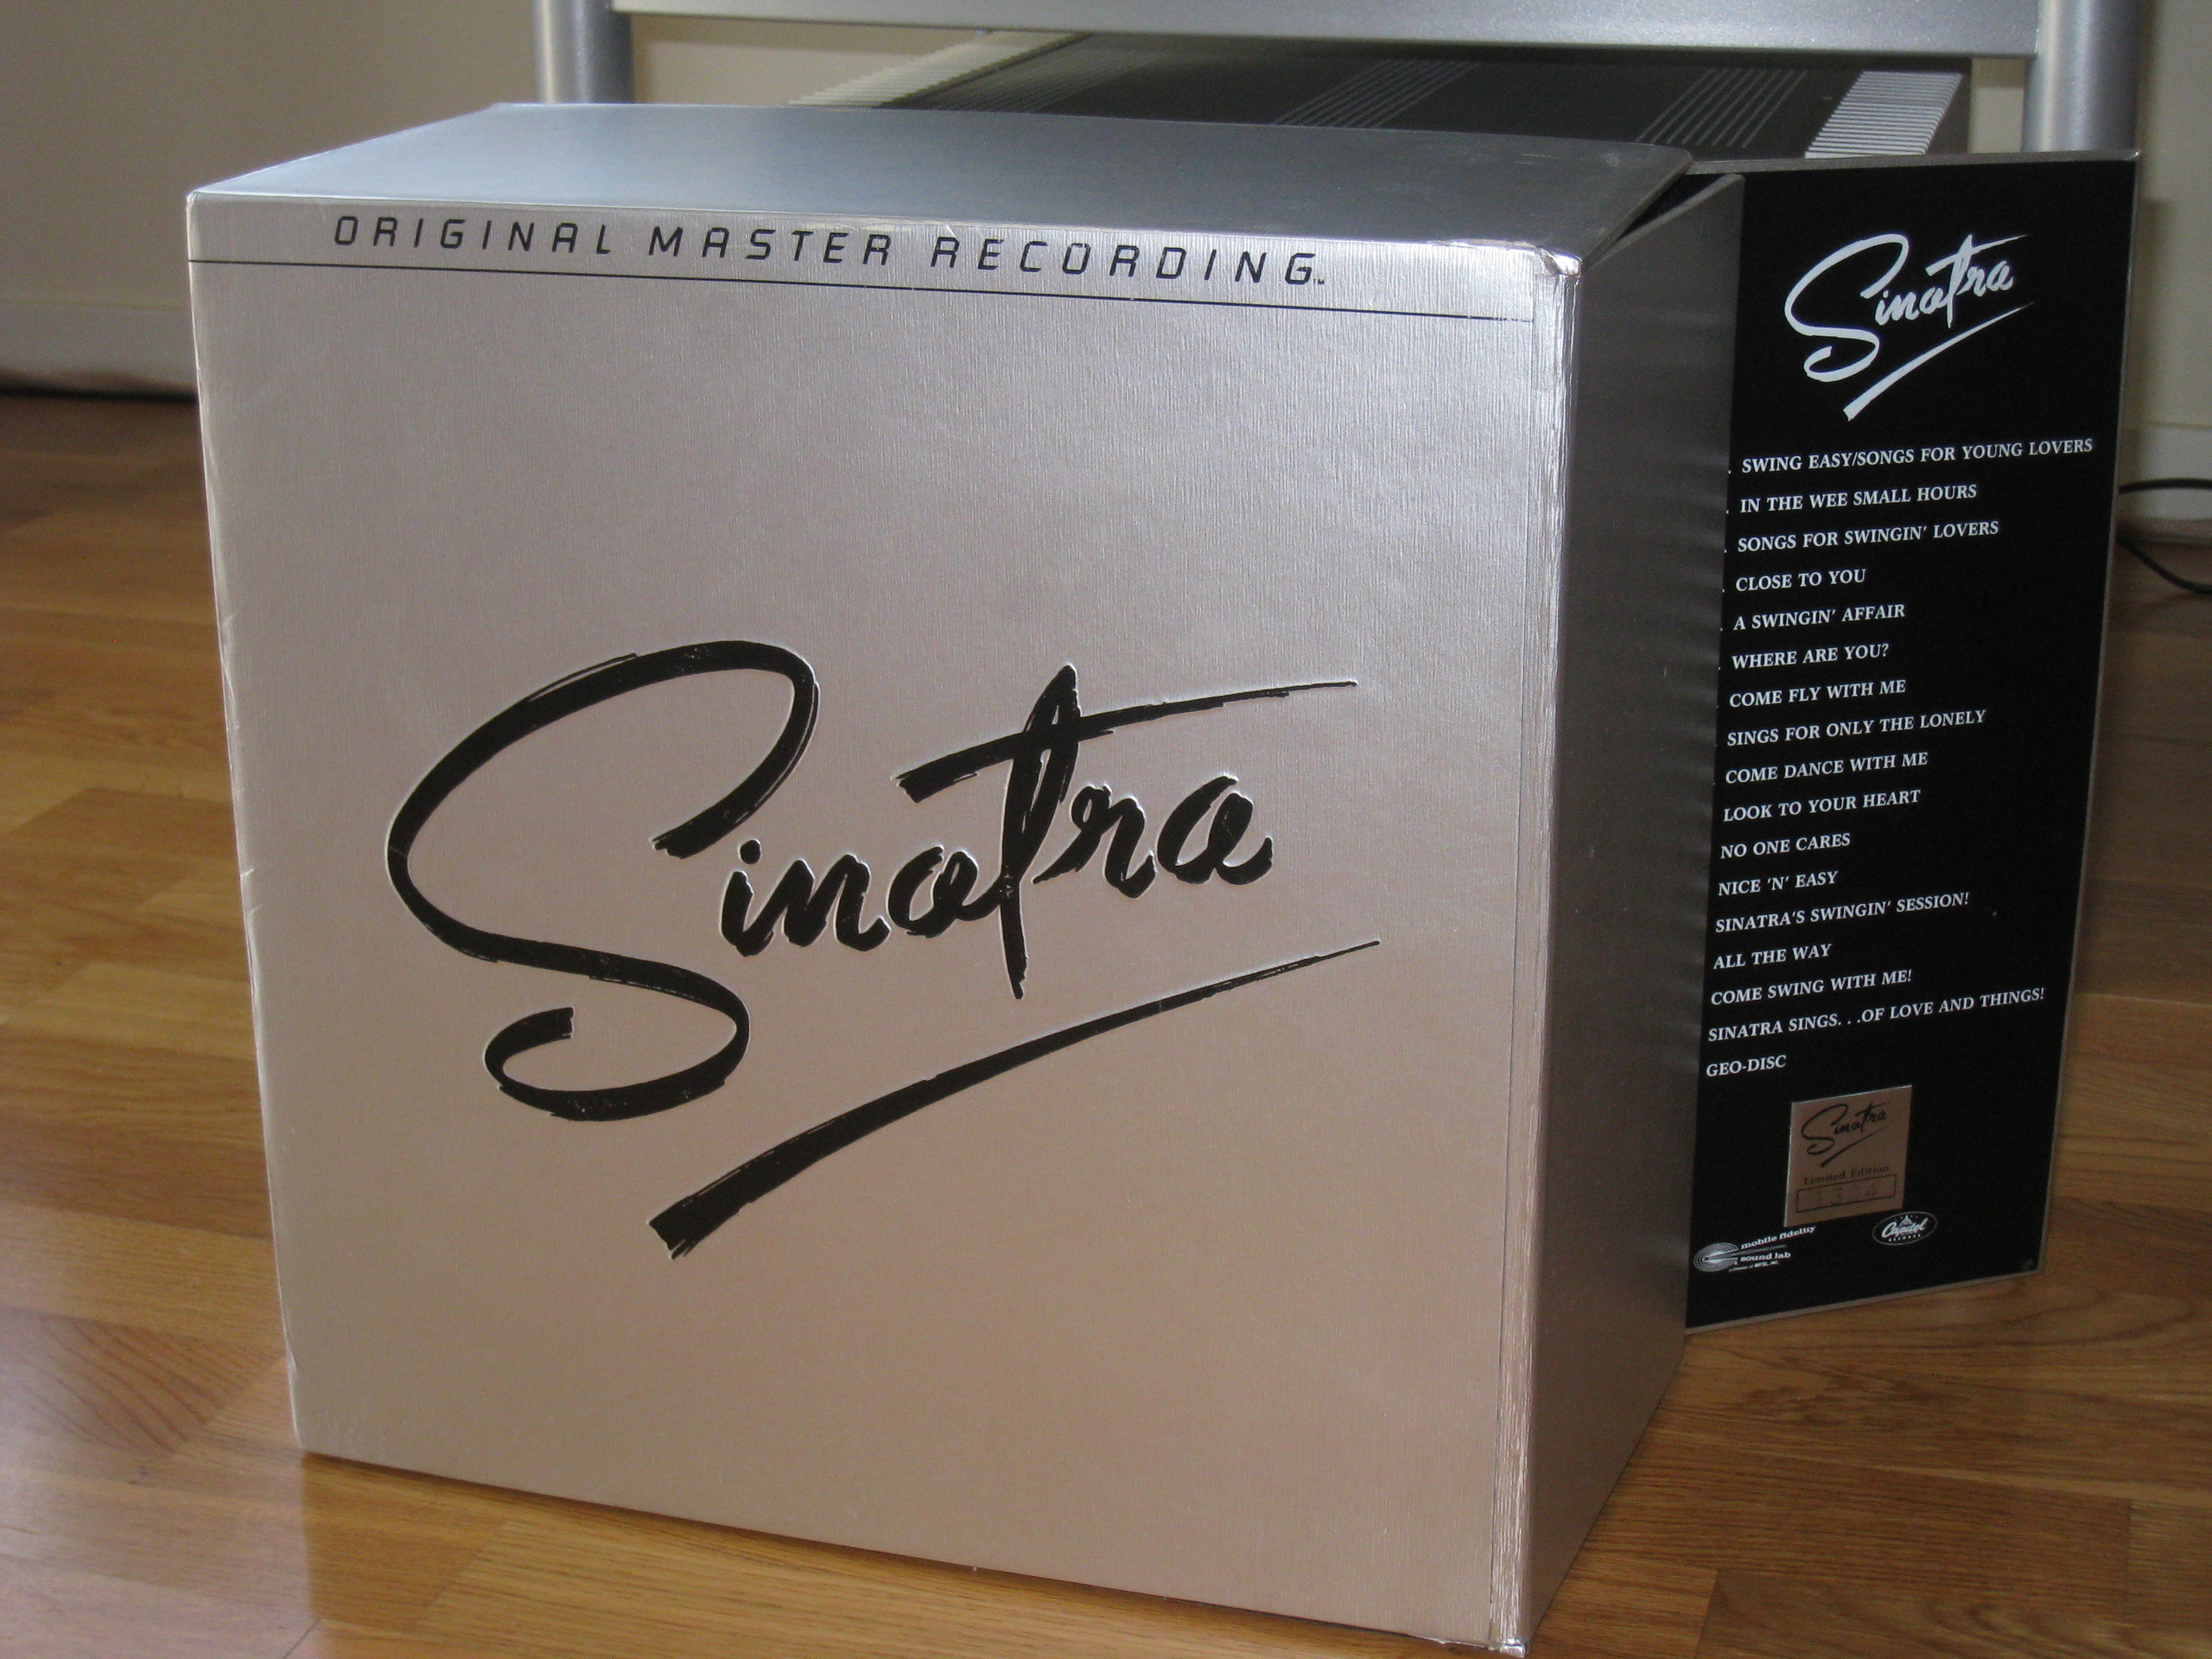 ORIGINAL MASTER RECORDING™
Sinatra
Sinatra
SWING EASY/SONGS FOR YOUNG LOVERS
IN THE WEE SMALL HOURS
SONGS FOR SWINGIN' LOVERS
CLOSE TO YOU
A SWINGIN' AFFAIR
WHERE ARE YOU?
COME FLY WITH ME
SINGS FOR ONLY THE LONELY
COME DANCE WITH ME
LOOK TO YOUR HEART
NO ONE CARES
NICE 'N' EASY
SINATRA'S SWINGIN' SESSION!
ALL THE WAY
COME SWING WITH ME!
SINATRA SINGS. . .OF LOVE AND THINGS!
GEO-DISC
Sinatra
Limited Edition
mobile fidelity
sound lab
Capitol
RECORDS